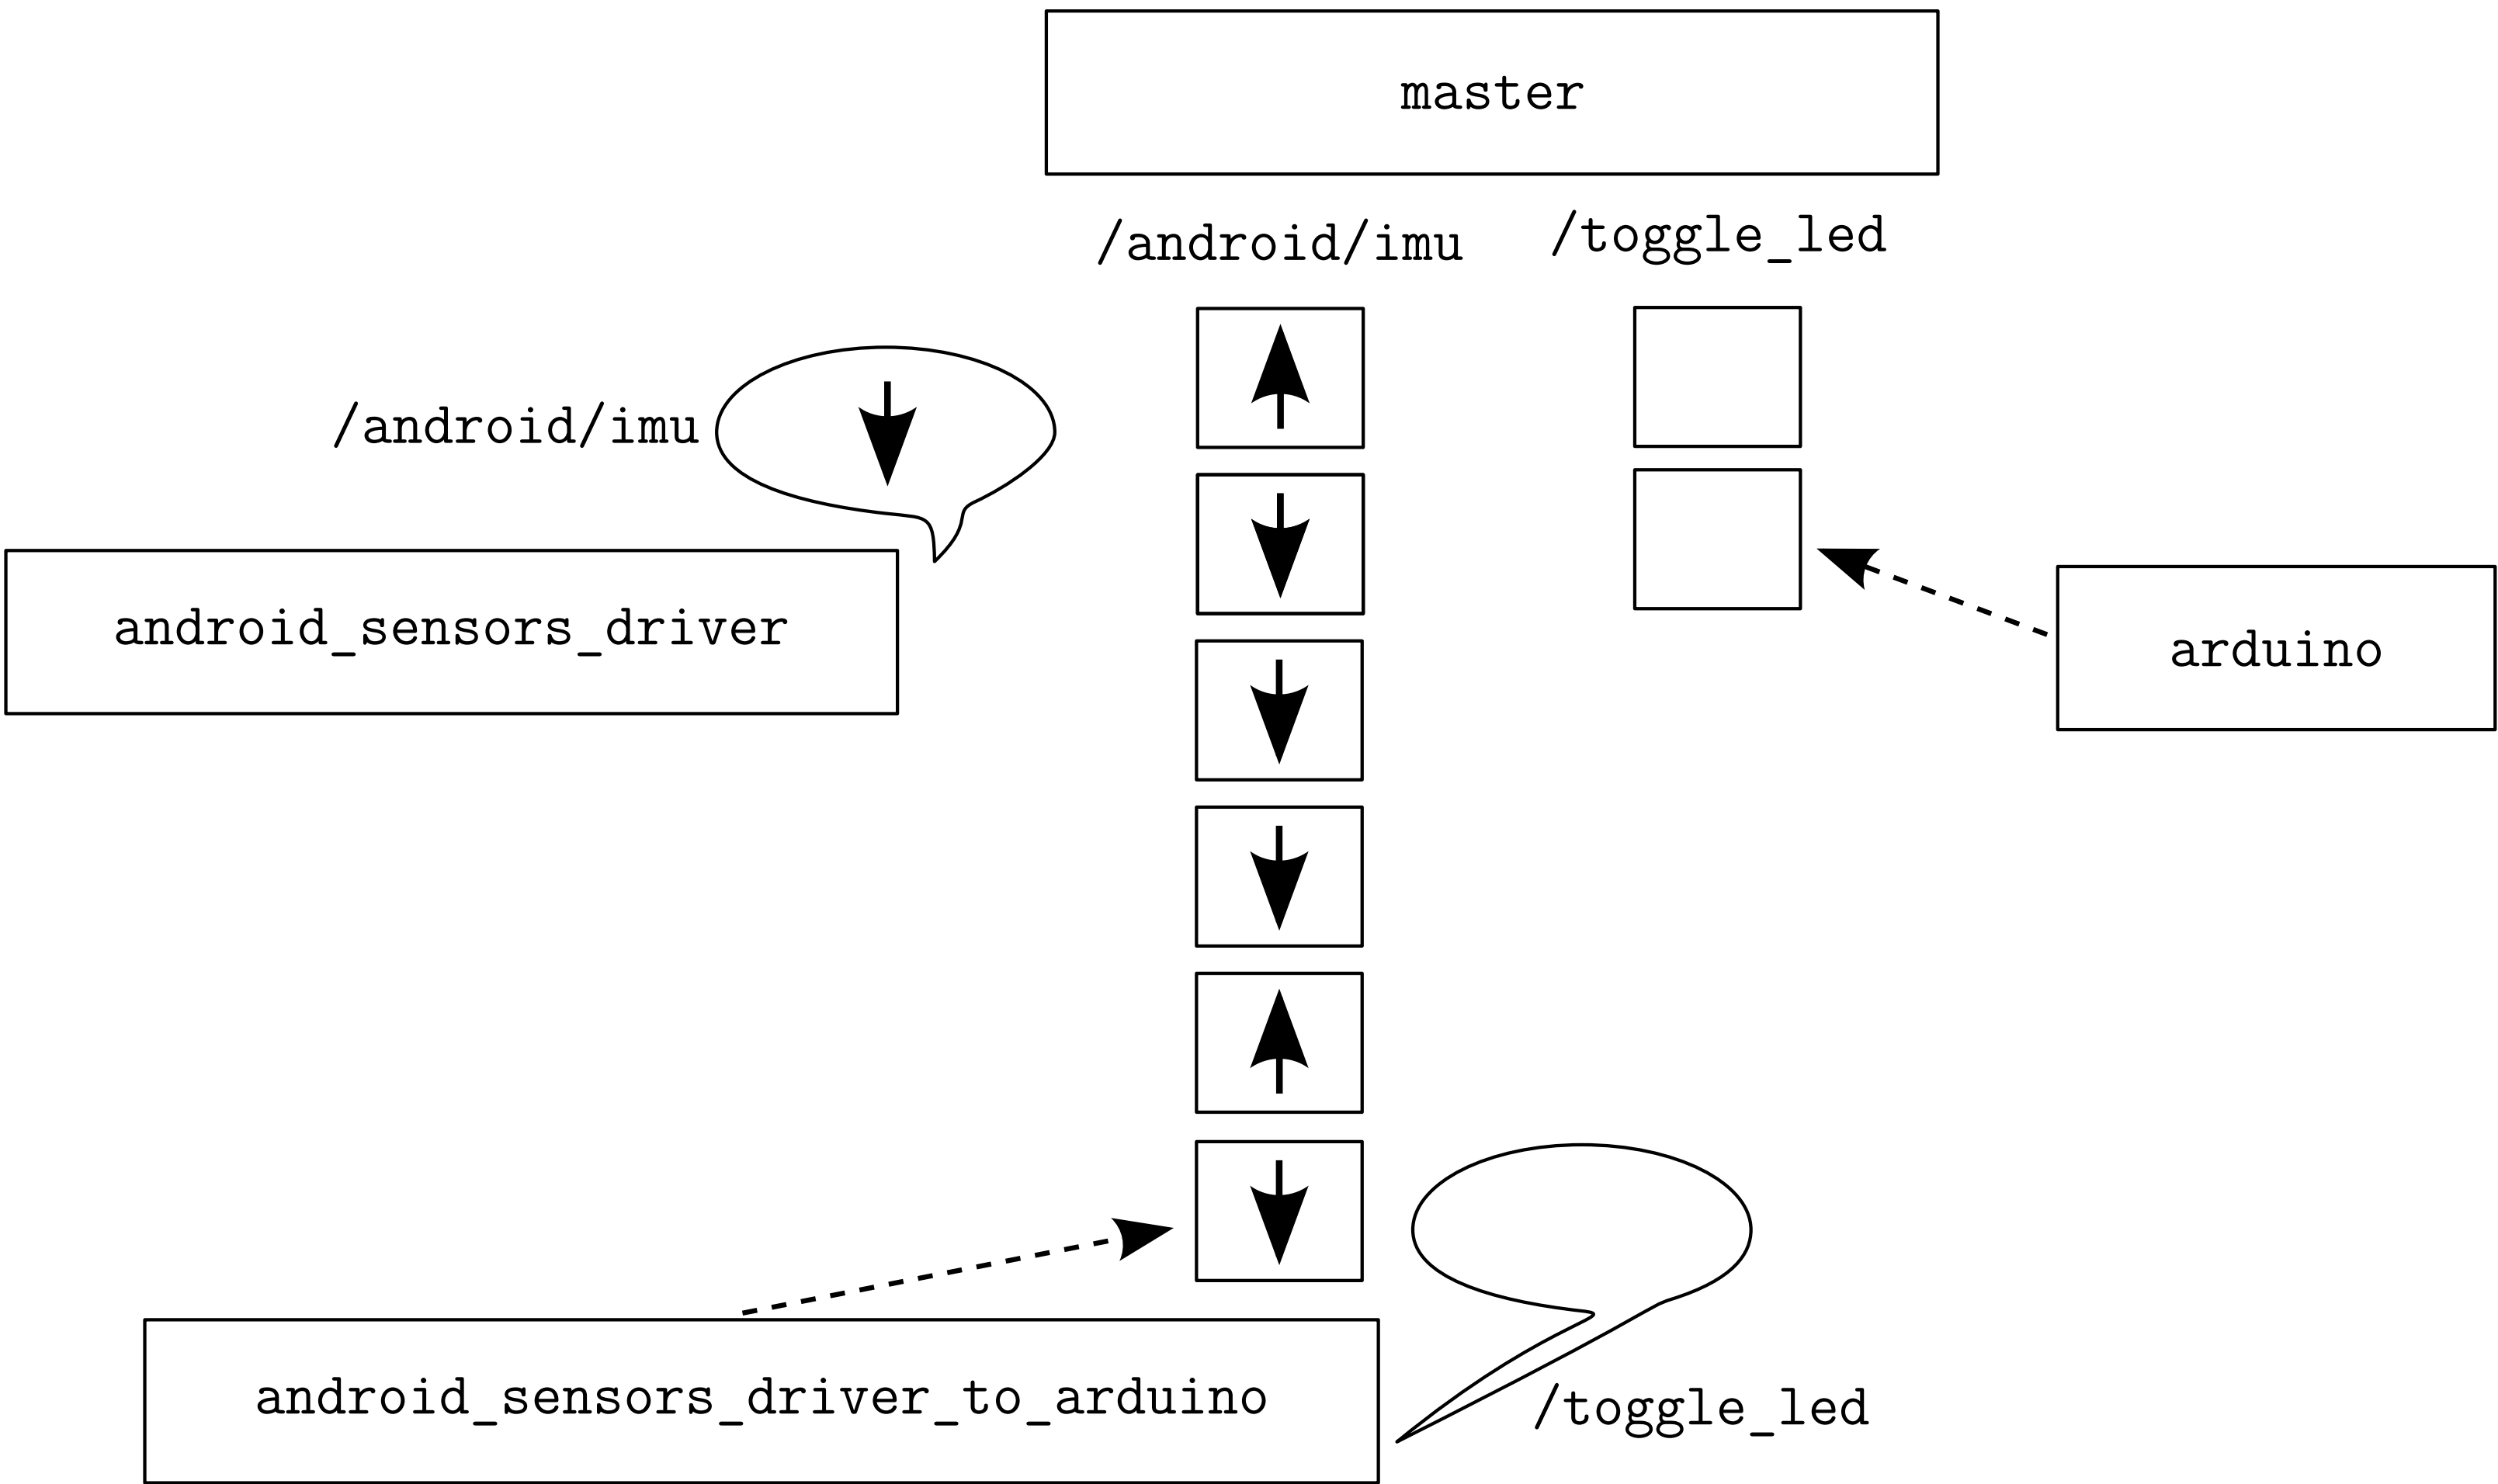 master
/android/imu
/toggle_led
/android/imu
android_sensors_driver
arduino
android_sensors_driver_to_arduino
/toggle_led